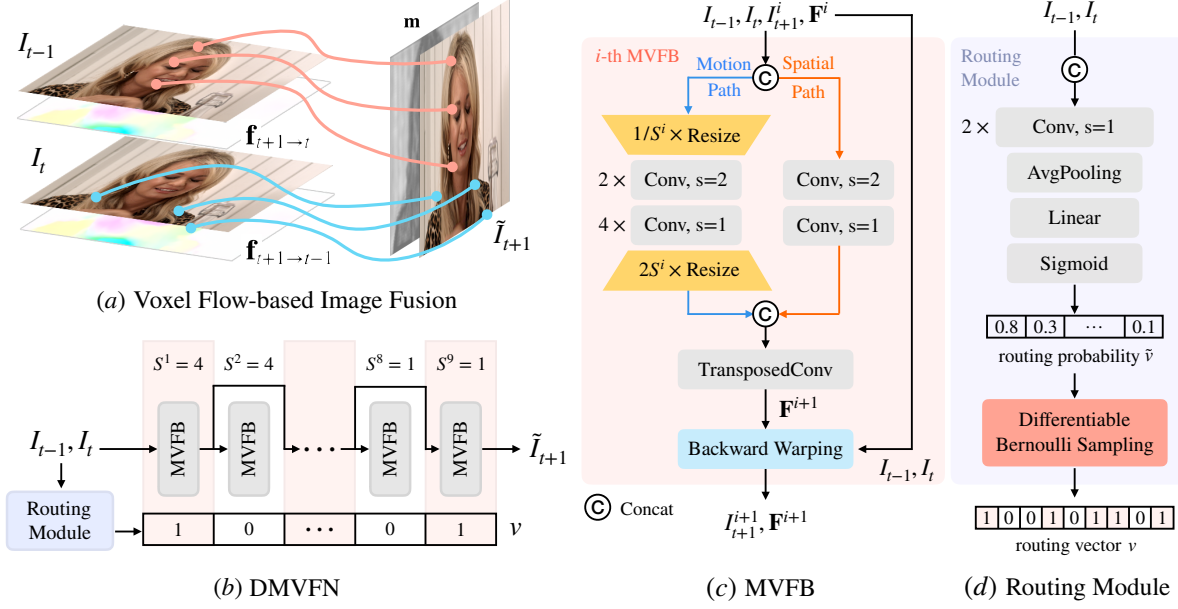 I_{t-1}
m
f_{t+1→t}
I_t
f_{t+1→t-1}
Ĩ_{t+1}
(a) Voxel Flow-based Image Fusion
S^1 = 4
S^2 = 4
S^8 = 1
S^9 = 1
I_{t-1}, I_t
MVFB
MVFB
···
MVFB
MVFB
Ĩ_{t+1}
Routing
Module
1
0
···
0
1
v
(b) DMVFN
I_{t-1}, I_t, I^i_{t+1}, F^i
i-th MVFB
C
Motion
Path
Spatial
Path
1/S^i × Resize
2 × Conv, s=2
Conv, s=2
4 × Conv, s=1
Conv, s=1
2S^i × Resize
C
TransposedConv
F^{i+1}
Backward Warping
I_{t-1}, I_t
C Concat
I^{i+1}_{t+1}, F^{i+1}
(c) MVFB
I_{t-1}, I_t
Routing
Module
C
2 × Conv, s=1
AvgPooling
Linear
Sigmoid
0.8 0.3 ··· 0.1
routing probability ṽ
Differentiable
Bernoulli Sampling
1 0 0 1 0 1 1 0 1
routing vector v
(d) Routing Module